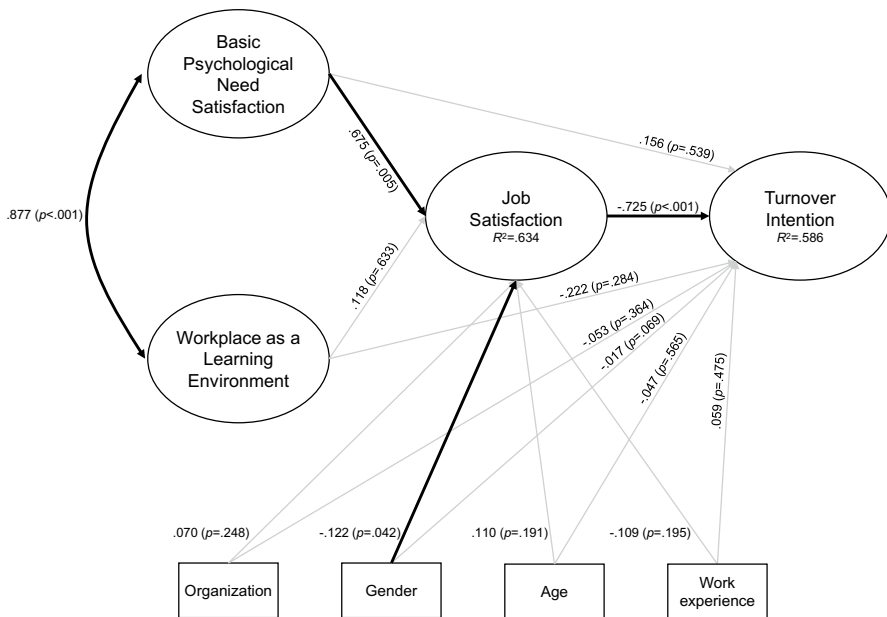 Basic
Psychological
Need
Satisfaction
.156 (p=.539)
.675 (p=.005)
.877 (p<.001)
Job
Satisfaction
R²=.634
-.725 (p<.001)
Turnover
Intention
R²=.586
.118 (p=.633)
-.222 (p=.284)
Workplace as a
Learning
Environment
-.053 (p=.364)
-.017 (p=.069)
-.047 (p=.565)
.059 (p=.475)
.070 (p=.248)
-.122 (p=.042)
.110 (p=.191)
-.109 (p=.195)
Organization
Gender
Age
Work
experience